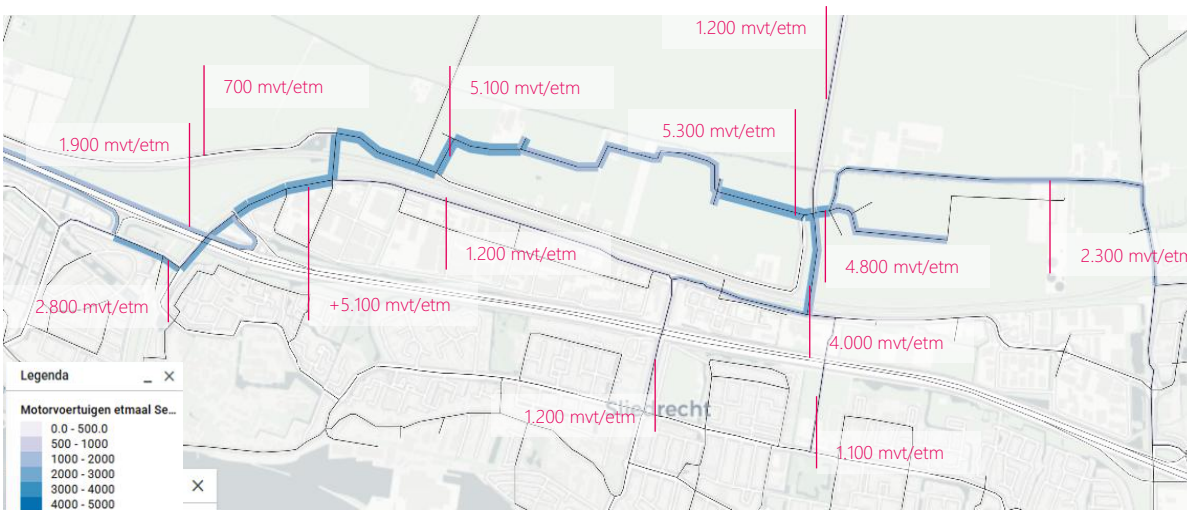 1.200 mvt/etm
700 mvt/etm
5.100 mvt/etm
5.300 mvt/etm
1.900 mvt/etm
1.200 mvt/etm
4.800 mvt/etm
2.300 mvt/etm
2.800 mvt/etm
+5.100 mvt/etm
4.000 mvt/etm
Sliedrecht
1.200 mvt/etm
1.100 mvt/etm
Legenda
Motorvoertuigen etmaal Se...
0.0 - 500.0
500 - 1000
1000 - 2000
2000 - 3000
3000 - 4000
4000 - 5000